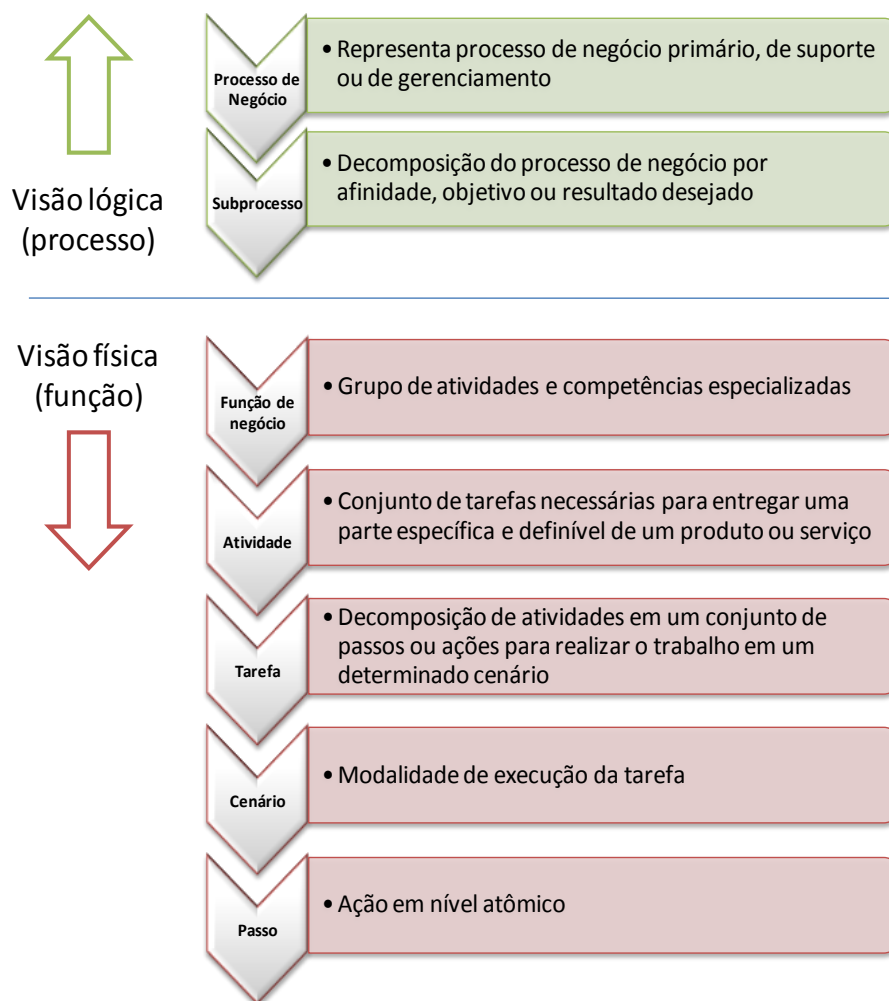 Processo de
Negócio
• Representa processo de negócio primário, de suporte
ou de gerenciamento
Subprocesso
• Decomposição do processo de negócio por
afinidade, objetivo ou resultado desejado
Visão lógica
(processo)
Visão física
(função)
Função de
negócio
• Grupo de atividades e competências especializadas
Atividade
• Conjunto de tarefas necessárias para entregar uma
parte específica e definível de um produto ou serviço
Tarefa
• Decomposição de atividades em um conjunto de
passos ou ações para realizar o trabalho em um
determinado cenário
Cenário
• Modalidade de execução da tarefa
Passo
• Ação em nível atômico